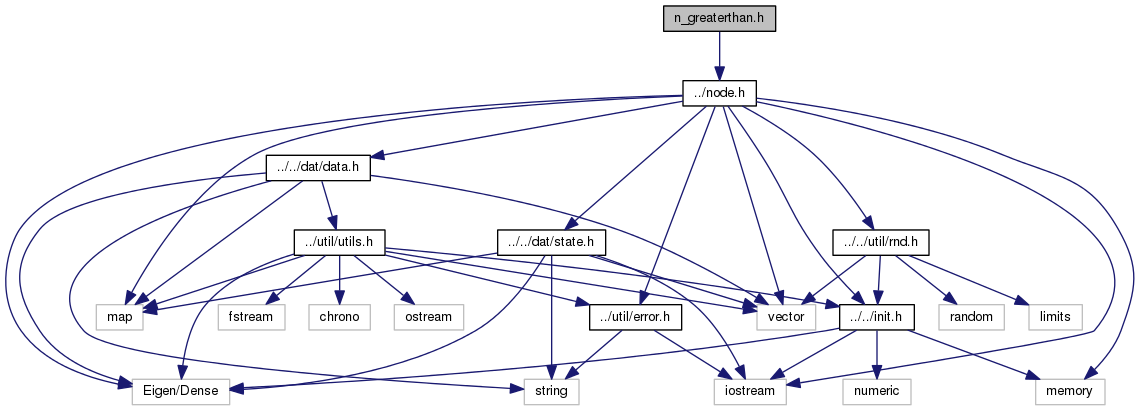 n_greaterthan.h
../node.h
../../dat/data.h
../util/utils.h
../../dat/state.h
../../util/rnd.h
map
fstream
chrono
ostream
../util/error.h
vector
../../init.h
random
limits
Eigen/Dense
string
iostream
numeric
memory